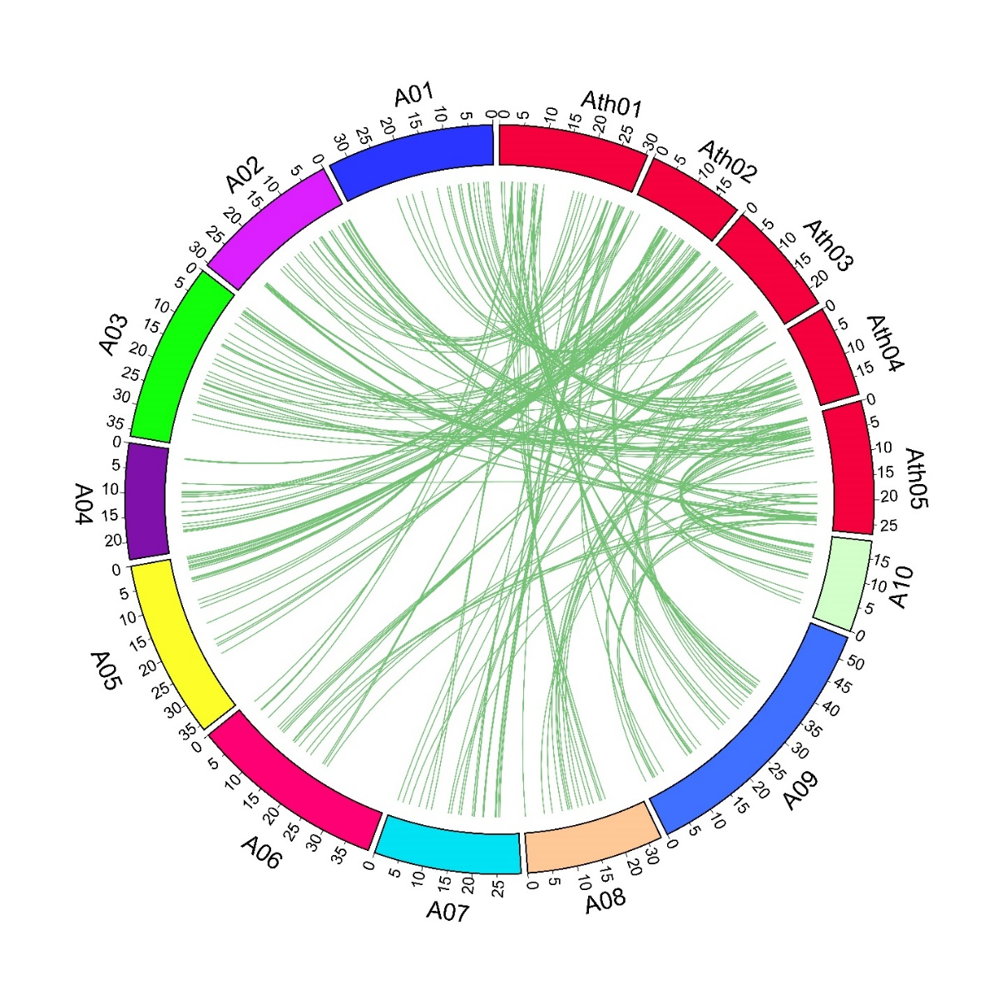 Ath01
0 5 10 15 20 25 30
Ath02
0 5 10 15
Ath03
0 5 10 15 20
Ath04
0 5 10 15
Ath05
0 5 10 15 20 25
A10
15 10 5 0
A09
50 45 40 35 30 25 20 15 10 5 0
A08
30 20 15 10 5 0
A07
25 20 15 10 5 0
A06
35 30 25 20 15 10 5 0
A05
35 30 25 20 15 10 5 0
A04
20 15 10 5 0
A03
35 30 25 20 15 10 5 0
A02
30 25 20 15 10 5 0
A01
30 25 20 15 10 5 0